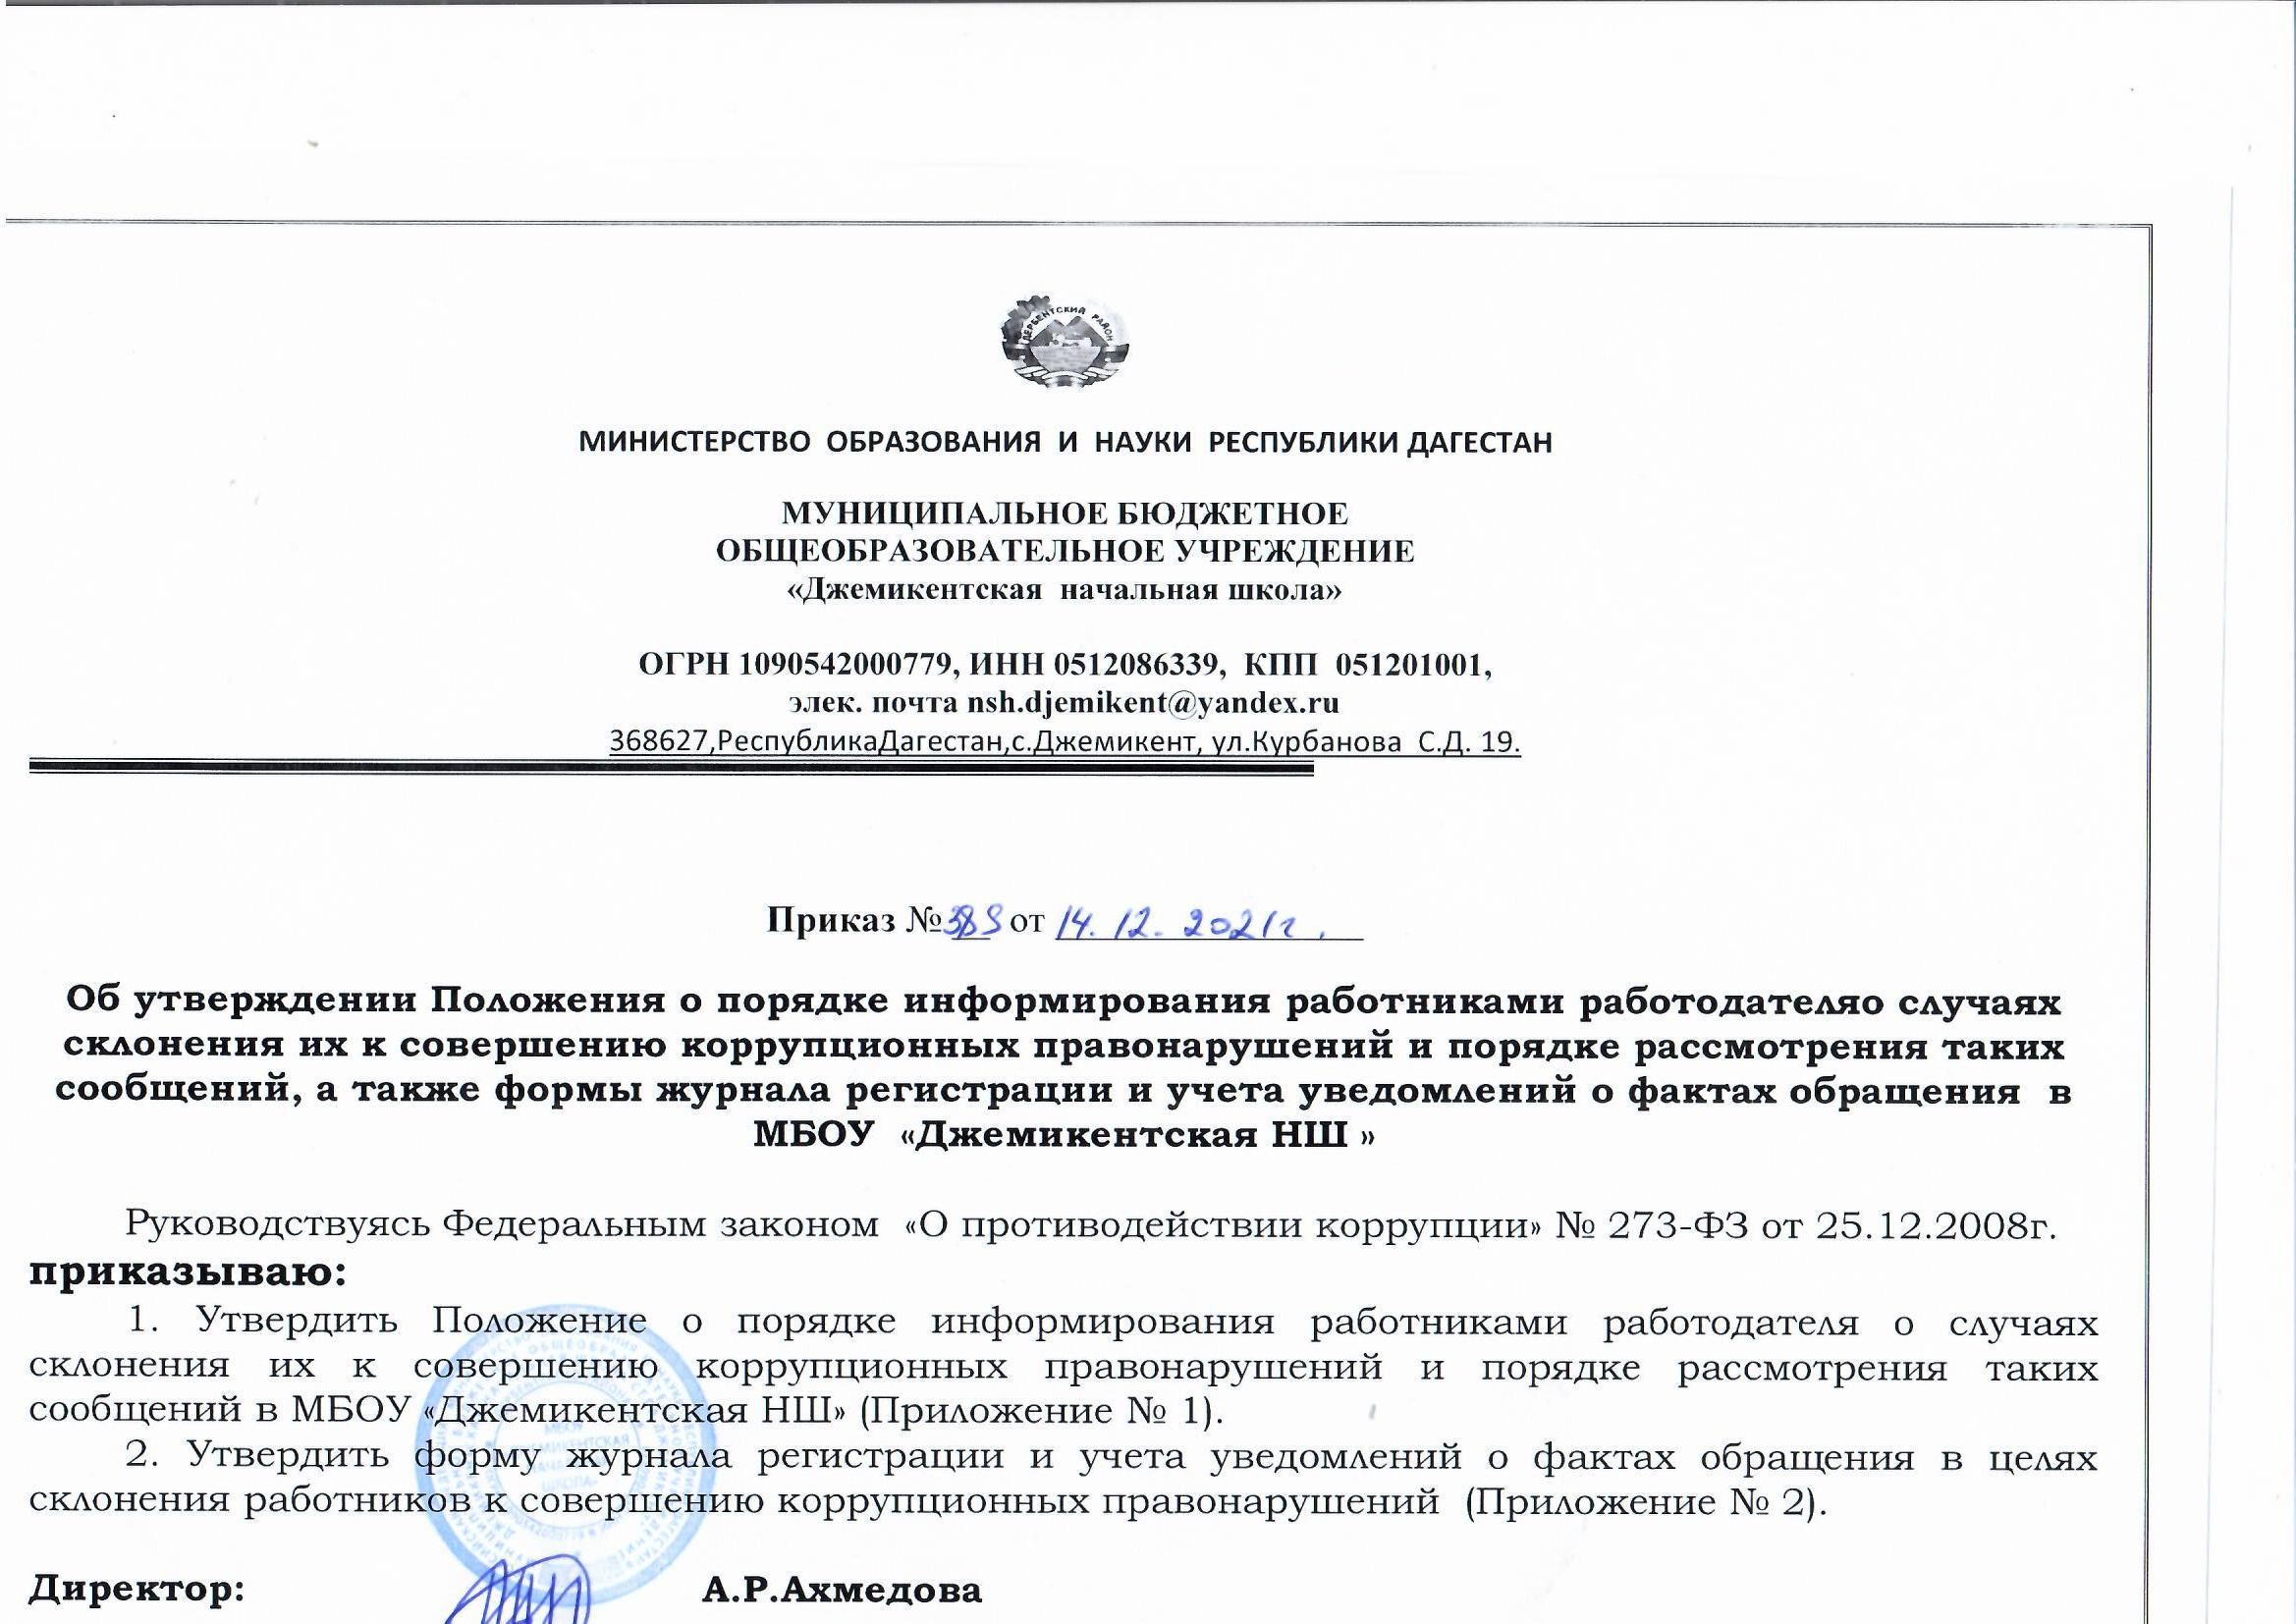 ДЕРБЕНТСКИЙ РАЙОН
МИНИСТЕРСТВО ОБРАЗОВАНИЯ И НАУКИ РЕСПУБЛИКИ ДАГЕСТАН
МУНИЦИПАЛЬНОЕ БЮДЖЕТНОЕ
ОБЩЕОБРАЗОВАТЕЛЬНОЕ УЧРЕЖДЕНИЕ
«Джемикентская начальная школа»
ОГРН 1090542000779, ИНН 0512086339, КПП 051201001,
элек. почта nsh.djemikent@yandex.ru
368627,РеспубликаДагестан,с.Джемикент, ул.Курбанова С.Д. 19.
Приказ № от 14.12.2021г.
Об утверждении Положения о порядке информирования работниками работодателяо случаях
склонения их к совершению коррупционных правонарушений и порядке рассмотрения таких
сообщений, а также формы журнала регистрации и учета уведомлений о фактах обращения в
МБОУ «Джемикентская НШ »
Руководствуясь Федеральным законом «О противодействии коррупции» № 273-ФЗ от 25.12.2008г.
приказываю:
1. Утвердить Положение о порядке информирования работниками работодателя о случаях
склонения их к совершению коррупционных правонарушений и порядке рассмотрения таких
сообщений в МБОУ «Джемикентская НШ» (Приложение № 1).
2. Утвердить форму журнала регистрации и учета уведомлений о фактах обращения в целях
склонения работников к совершению коррупционных правонарушений (Приложение № 2).
Директор: А.Р.Ахмедова